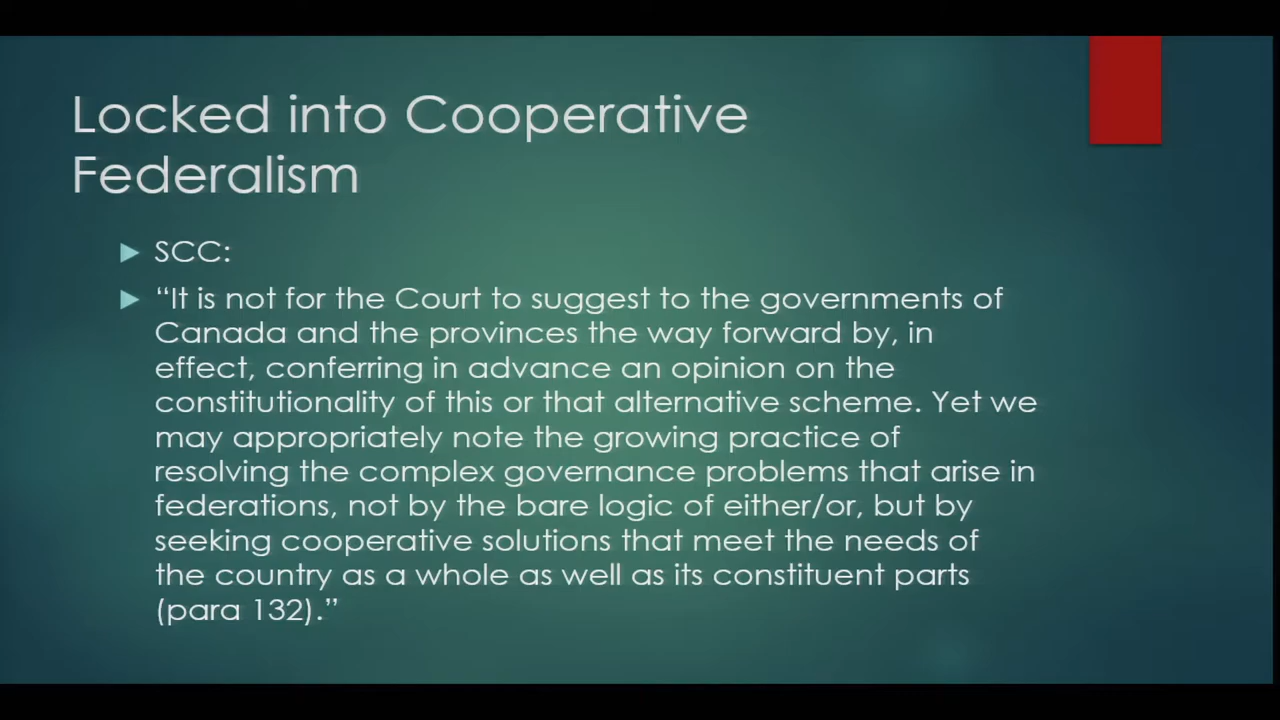 Locked into Cooperative
Federalism
SCC:
“It is not for the Court to suggest to the governments of
Canada and the provinces the way forward by, in
effect, conferring in advance an opinion on the
constitutionality of this or that alternative scheme. Yet we
may appropriately note the growing practice of
resolving the complex governance problems that arise in
federations, not by the bare logic of either/or, but by
seeking cooperative solutions that meet the needs of
the country as a whole as well as its constituent parts
(para 132).”